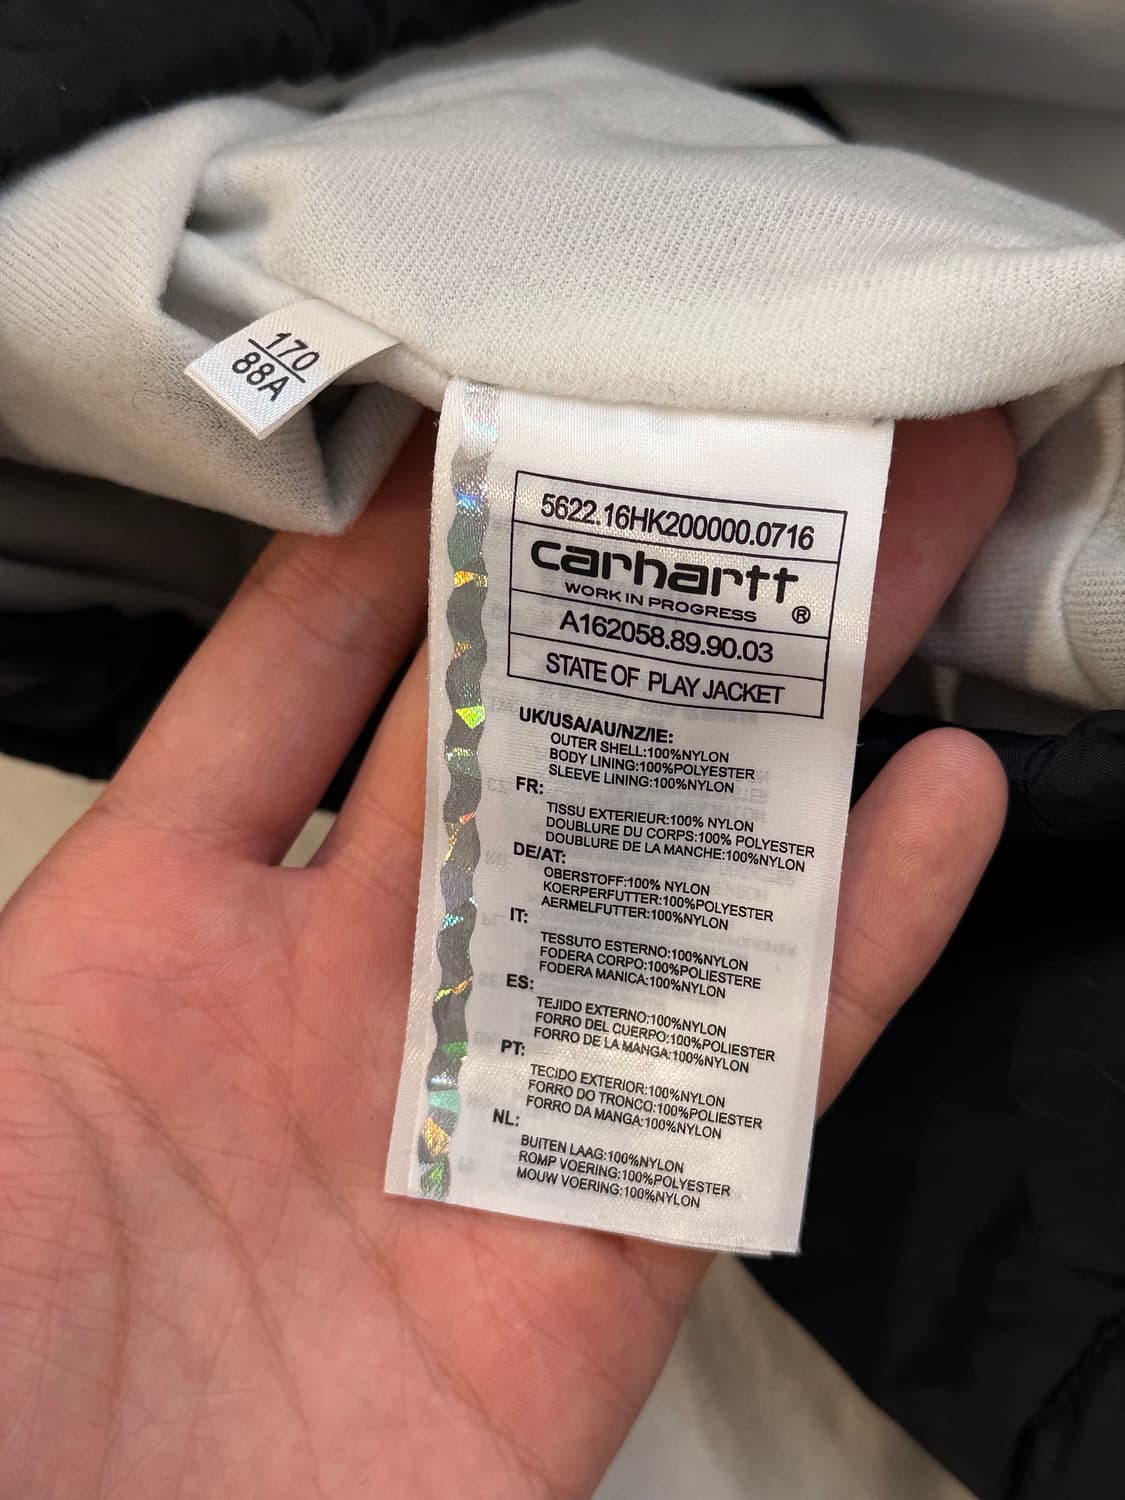 170
88A
5622.16HK200000.0716
carhartt
WORK IN PROGRESS ®
A162058.89.90.03
STATE OF PLAY JACKET
UK/USA/AU/NZ/IE:
OUTER SHELL:100%NYLON
BODY LINING:100%POLYESTER
SLEEVE LINING:100%NYLON
FR:
TISSU EXTERIEUR:100% NYLON
DOUBLURE DU CORPS:100% POLYESTER
DOUBLURE DE LA MANCHE:100%NYLON
DE/AT:
OBERSTOFF:100% NYLON
KOERPERFUTTER:100%POLYESTER
AERMELFUTTER:100%NYLON
IT:
TESSUTO ESTERNO:100%NYLON
FODERA CORPO:100%POLIESTERE
FODERA MANICA:100%NYLON
ES:
TEJIDO EXTERNO:100%NYLON
FORRO DEL CUERPO:100%POLIESTER
FORRO DE LA MANGA:100%NYLON
PT:
TECIDO EXTERIOR:100%NYLON
FORRO DO TRONCO:100%POLIESTER
FORRO DA MANGA:100%NYLON
NL:
BUITEN LAAG:100%NYLON
ROMP VOERING:100%POLYESTER
MOUW VOERING:100%NYLON